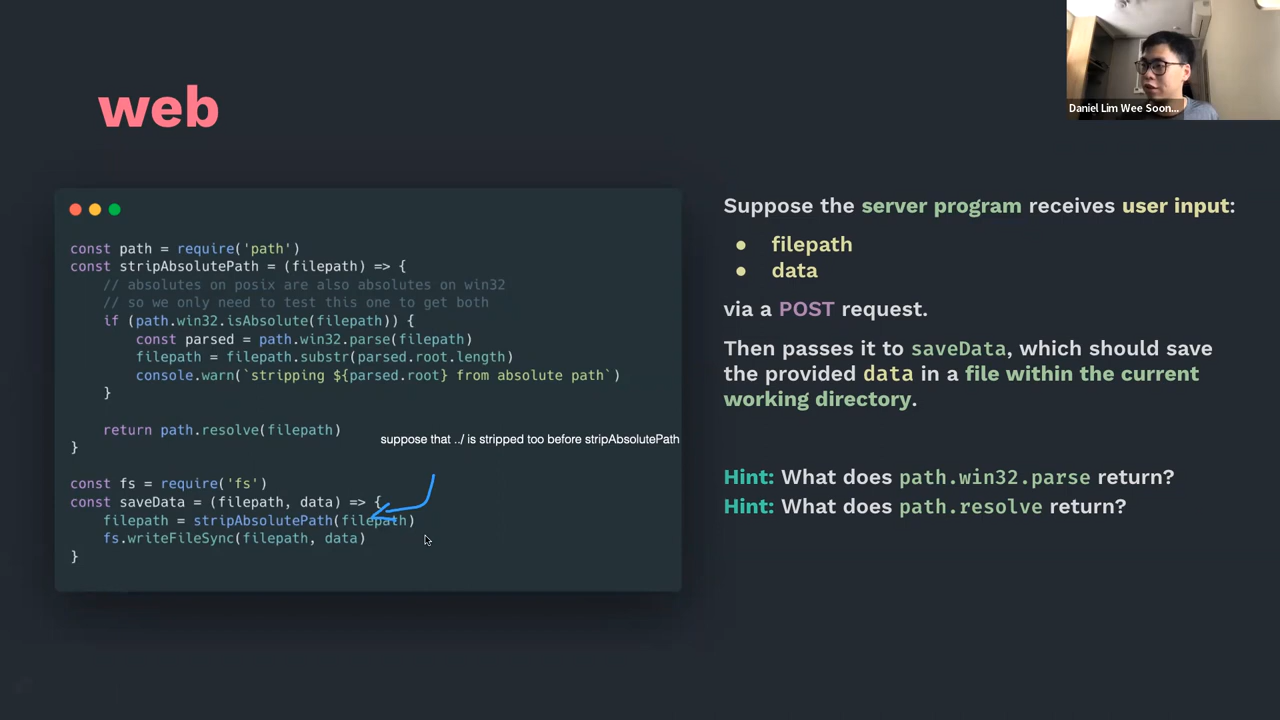 Daniel Lim Wee Soon...
web
const path = require('path')
const stripAbsolutePath = (filepath) => {
// absolutes on posix are also absolutes on win32
// so we only need to test this one to get both
if (path.win32.isAbsolute(filepath)) {
const parsed = path.win32.parse(filepath)
filepath = filepath.substr(parsed.root.length)
console.warn(`stripping ${parsed.root} from absolute path`)
}
return path.resolve(filepath)
}
suppose that ../ is stripped too before stripAbsolutePath
const fs = require('fs')
const saveData = (filepath, data) => {
filepath = stripAbsolutePath(filepath)
fs.writeFileSync(filepath, data)
}
Suppose the server program receives user input:
● filepath
● data
via a POST request.
Then passes it to saveData, which should save
the provided data in a file within the current
working directory.
Hint: What does path.win32.parse return?
Hint: What does path.resolve return?